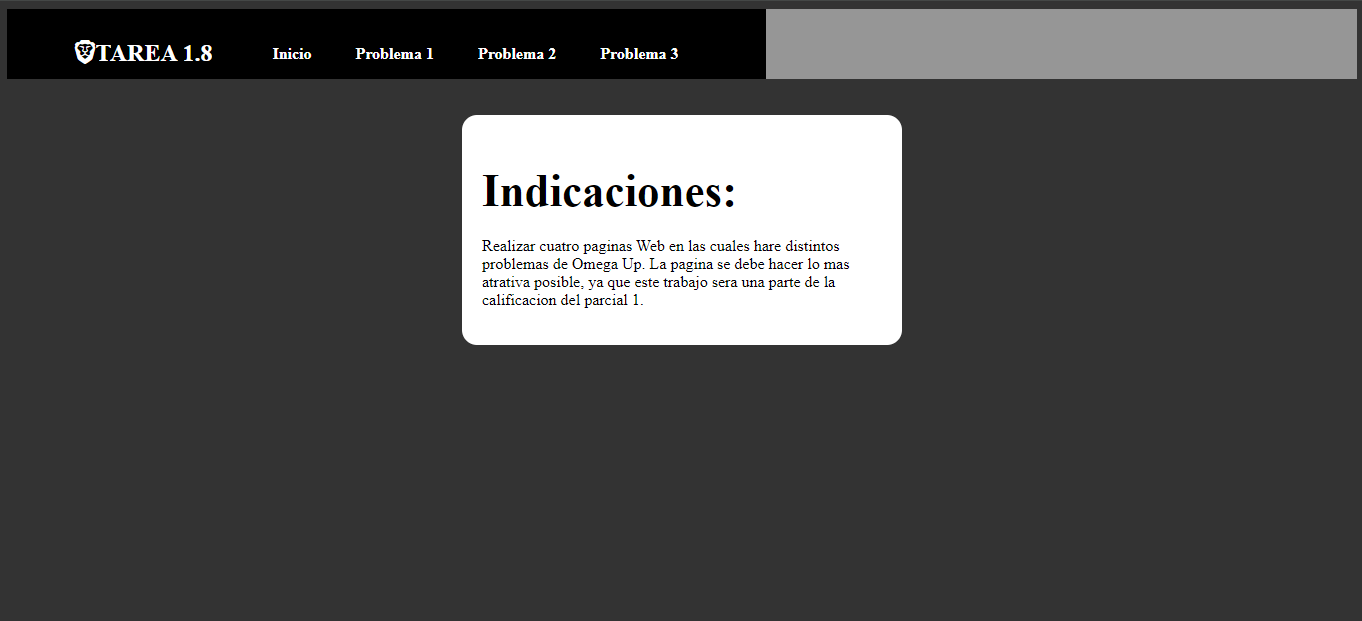 TAREA 1.8 Inicio Problema 1 Problema 2 Problema 3
Indicaciones:
Realizar cuatro paginas Web en las cuales hare distintos
problemas de Omega Up. La pagina se debe hacer lo mas
atrativa posible, ya que este trabajo sera una parte de la
calificacion del parcial 1.